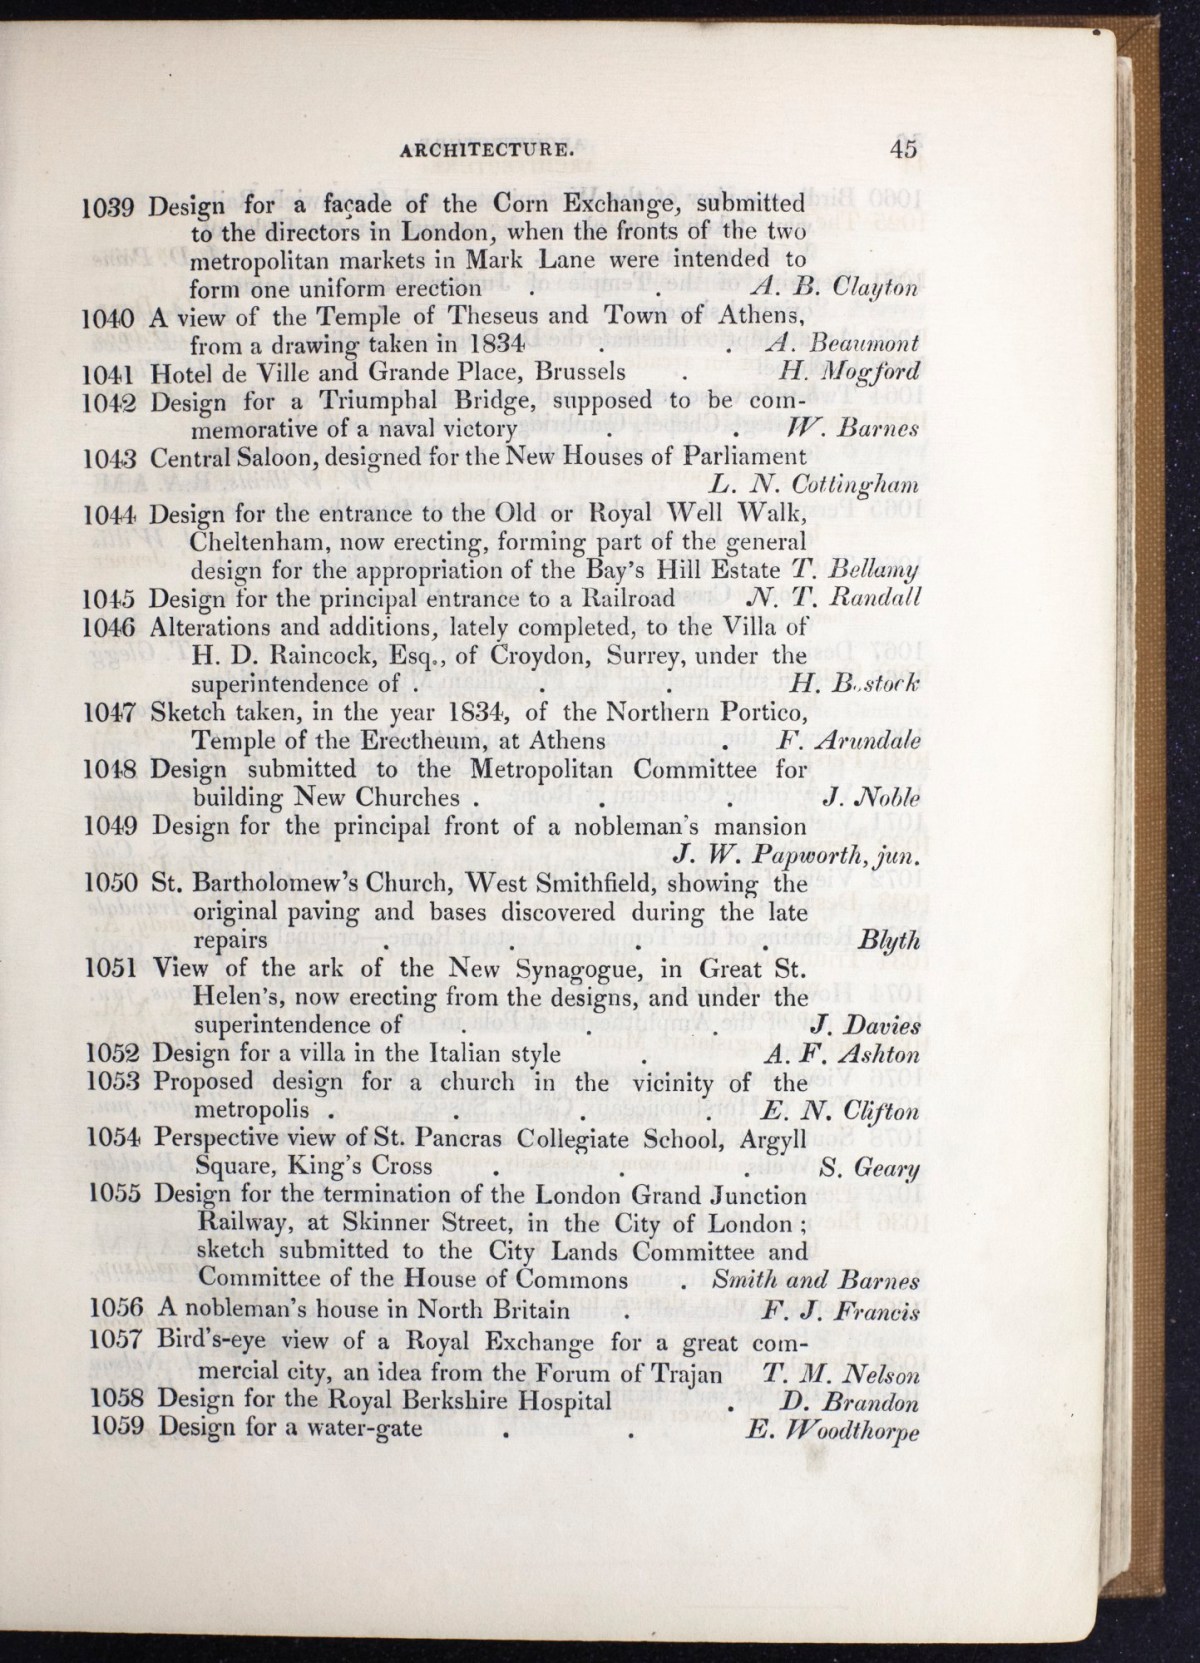 ARCHITECTURE. 45
1039 Design for a façade of the Corn Exchange, submitted
to the directors in London, when the fronts of the two
metropolitan markets in Mark Lane were intended to
form one uniform erection . . A. B. Clayton
1040 A view of the Temple of Theseus and Town of Athens,
from a drawing taken in 1834 . . A. Beaumont
1041 Hotel de Ville and Grande Place, Brussels . H. Mogford
1042 Design for a Triumphal Bridge, supposed to be com-
memorative of a naval victory . . W. Barnes
1043 Central Saloon, designed for the New Houses of Parliament
L. N. Cottingham
1044 Design for the entrance to the Old or Royal Well Walk,
Cheltenham, now erecting, forming part of the general
design for the appropriation of the Bay's Hill Estate T. Bellamy
1045 Design for the principal entrance to a Railroad N. T. Randall
1046 Alterations and additions, lately completed, to the Villa of
H. D. Raincock, Esq., of Croydon, Surrey, under the
superintendence of . . . H. B.stock
1047 Sketch taken, in the year 1834, of the Northern Portico,
Temple of the Erectheum, at Athens . F. Arundale
1048 Design submitted to the Metropolitan Committee for
building New Churches . . . J. Noble
1049 Design for the principal front of a nobleman's mansion
J. W. Papworth, jun.
1050 St. Bartholomew's Church, West Smithfield, showing the
original paving and bases discovered during the late
repairs . . . . Blyth
1051 View of the ark of the New Synagogue, in Great St.
Helen's, now erecting from the designs, and under the
superintendence of . . . J. Davies
1052 Design for a villa in the Italian style . A. F. Ashton
1053 Proposed design for a church in the vicinity of the
metropolis . . . . E. N. Clifton
1054 Perspective view of St. Pancras Collegiate School, Argyll
Square, King's Cross . . . S. Geary
1055 Design for the termination of the London Grand Junction
Railway, at Skinner Street, in the City of London ;
sketch submitted to the City Lands Committee and
Committee of the House of Commons . Smith and Barnes
1056 A nobleman's house in North Britain . F. J. Francis
1057 Bird's-eye view of a Royal Exchange for a great com-
mercial city, an idea from the Forum of Trajan T. M. Nelson
1058 Design for the Royal Berkshire Hospital . D. Brandon
1059 Design for a water-gate . . E. Woodthorpe